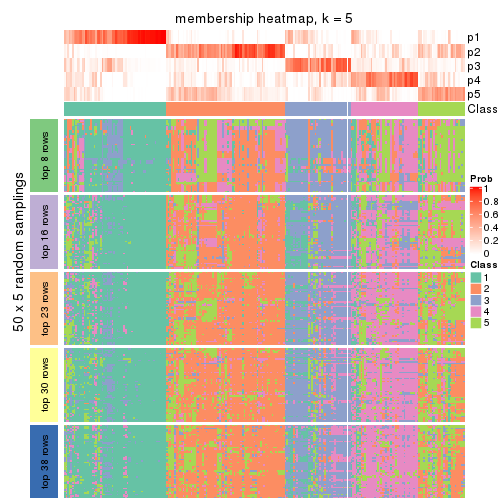 membership heatmap, k = 5
p1
p2
p3
p4
p5
Class
50 x 5 random samplings
top 8 rows
top 16 rows
top 23 rows
top 30 rows
top 38 rows
Prob
1
0.8
0.6
0.4
0.2
0
Class
1
2
3
4
5